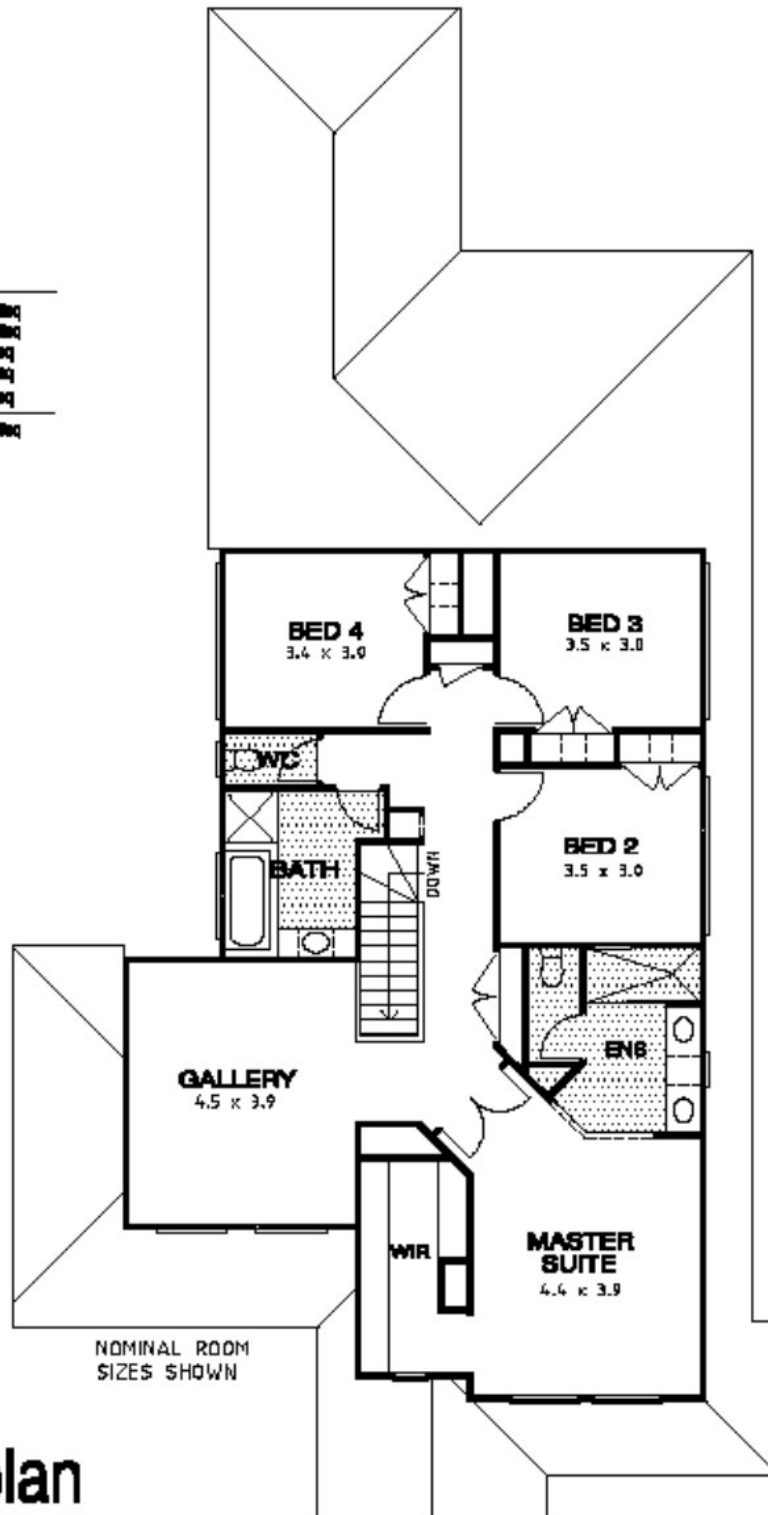 BED 4
3.4 x 3.0
BED 3
3.5 x 3.0
WC
BATH
DOWN
BED 2
3.5 x 3.0
GALLERY
4.5 x 3.9
ENS
WIR
MASTER
SUITE
4.4 x 3.9
NOMINAL ROOM
SIZES SHOWN
lan